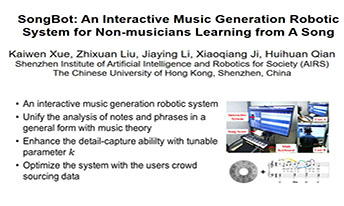 SongBot: An Interactive Music Generation Robotic
System for Non-musicians Learning from A Song
Kaiwen Xue, Zhixuan Liu, Jiaying Li, Xiaoqiang Ji, Huihuan Qian
Shenzhen Institute of Artificial Intelligence and Robotics for Society (AIRS)
The Chinese University of Hong Kong, Shenzhen, China
• An interactive music generation robotic system
• Unify the analysis of notes and phrases in a
general form with music theory
• Enhance the detail-capture ability with tunable
parameter k
• Optimize the system with the users crowd
sourcing data